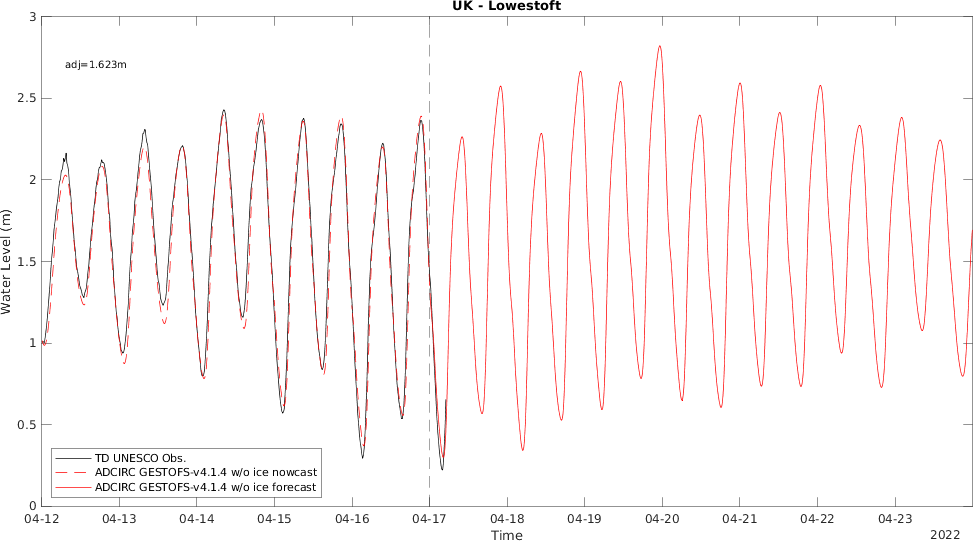 UK - Lowestoft
adj=1.623m
3
2.5
2
1.5
1
0.5
0
Water Level (m)
TD UNESCO Obs.
ADCIRC GESTOFS-v4.1.4 w/o ice nowcast
ADCIRC GESTOFS-v4.1.4 w/o ice forecast
04-12 04-13 04-14 04-15 04-16 04-17 04-18 04-19 04-20 04-21 04-22 04-23
Time
2022